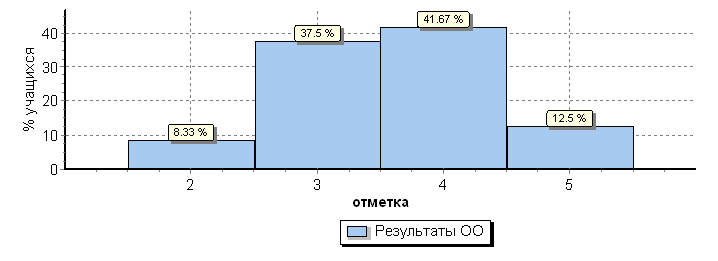 % учащихся
40
30
20
10
0
8.33 %
37.5 %
41.67 %
12.5 %
2 3 4 5
отметка
Результаты ОО